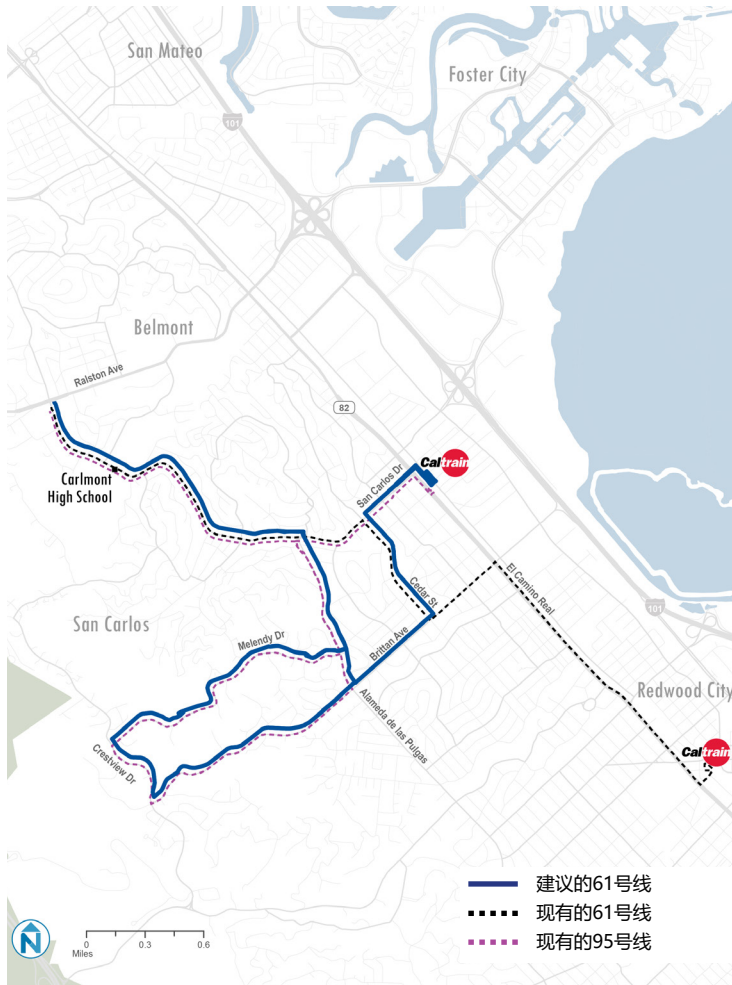 San Mateo
Foster City
101
Belmont
Ralston Ave
82
Carlmont
High School
San Carlos Dr
Caltrain
Cedar St
El Camino Real
101
San Carlos
Melendy Dr
Brittan Ave
Redwood City
Alameda de las Pulgas
Crestview Dr
Caltrain
建议的61号线
现有的61号线
现有的95号线
N
0
0.3
0.6
Miles